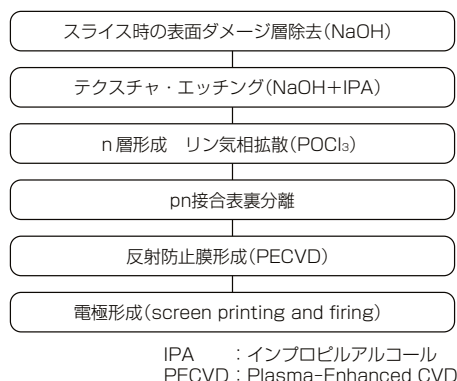 スライス時の表面ダメージ層除去(NaOH)
テクスチャ・エッチング(NaOH+IPA)
n層形成　リン気相拡散(POCl₃)
pn接合表裏分離
反射防止膜形成(PECVD)
電極形成(screen printing and firing)
IPA　　：インプロピルアルコール
PECVD：Plasma-Enhanced CVD